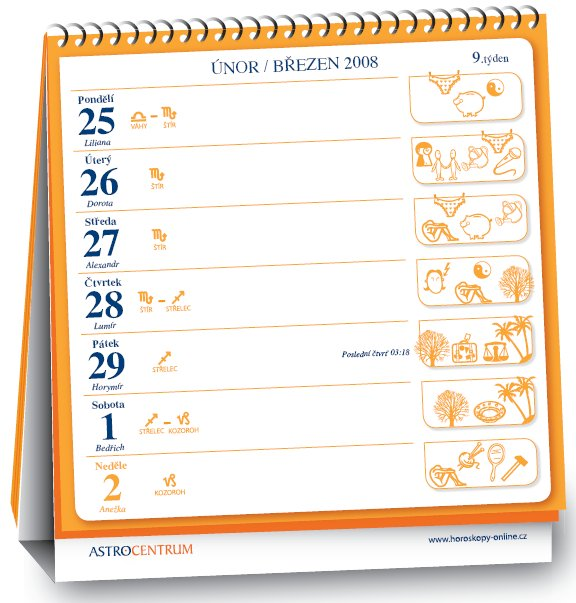 ÚNOR / BŘEZEN 2008
9.týden
Pondělí
25
Liliana
VÁHY
ŠTÍR
Úterý
26
Dorota
ŠTÍR
Středa
27
Alexandr
ŠTÍR
Čtvrtek
28
Lumír
ŠTÍR
STŘELEC
Pátek
29
Horymír
STŘELEC
Poslední čtvrť 03:18
Sobota
1
Bedřich
STŘELEC
KOZOROH
Neděle
2
Anežka
KOZOROH
ASTROCENTRUM
www.horoskopy-online.cz